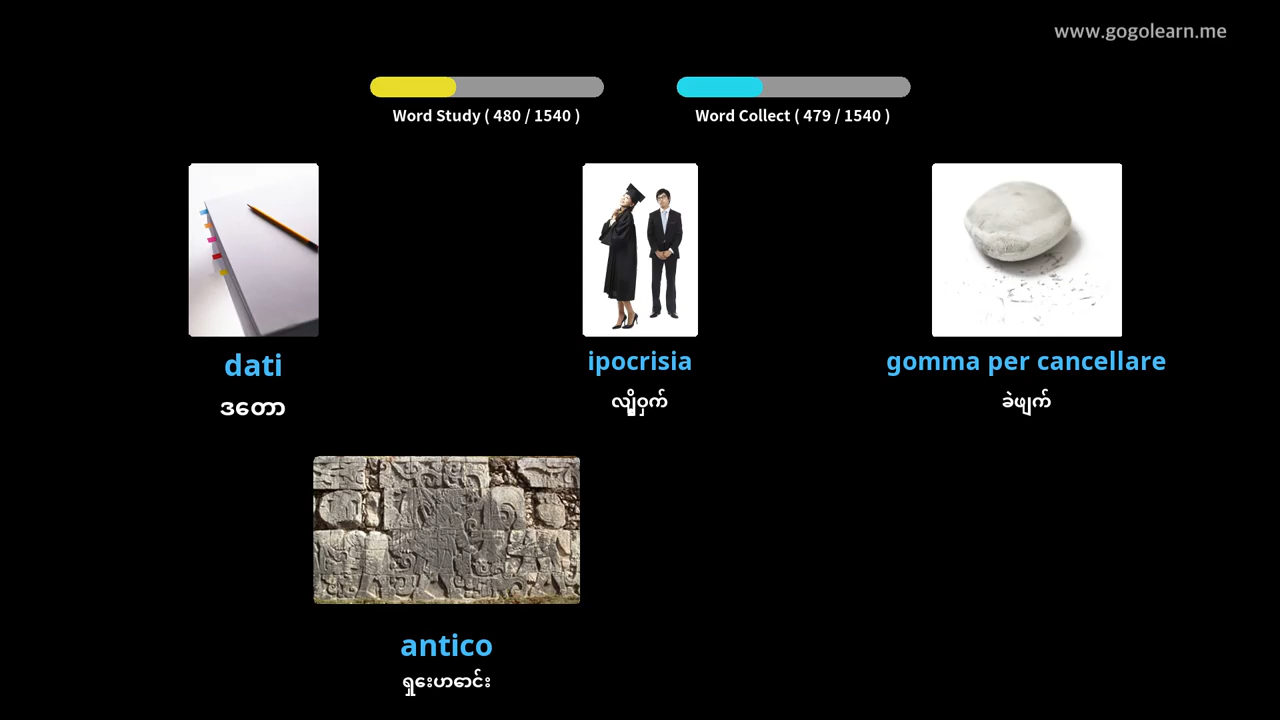 www.gogolearn.me
Word Study ( 480 / 1540 )
Word Collect ( 479 / 1540 )
dati
ဒတော
ipocrisia
လျှို့ဝှက်
gomma per cancellare
ခဲဖျက်
antico
ရှေးဟောင်း